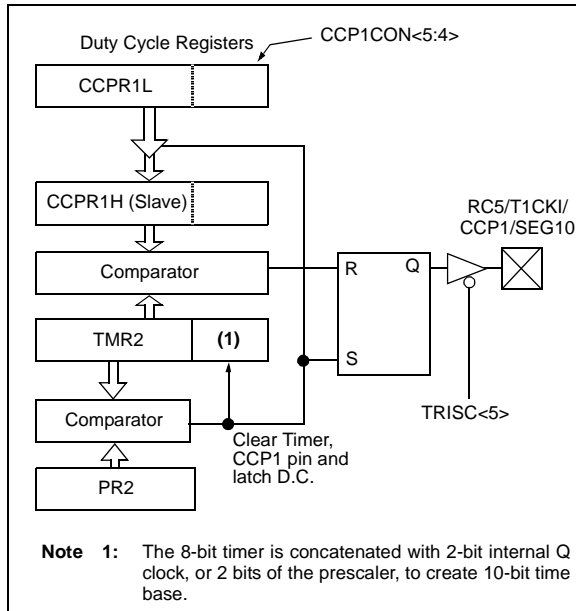 Duty Cycle Registers
CCP1CON<5:4>
CCPR1L
CCPR1H (Slave)
RC5/T1CKI/
CCP1/SEG10
Comparator
R
Q
TMR2
(1)
S
Comparator
TRISC<5>
Clear Timer,
CCP1 pin and
latch D.C.
PR2
Note 1: The 8-bit timer is concatenated with 2-bit internal Q
clock, or 2 bits of the prescaler, to create 10-bit time
base.